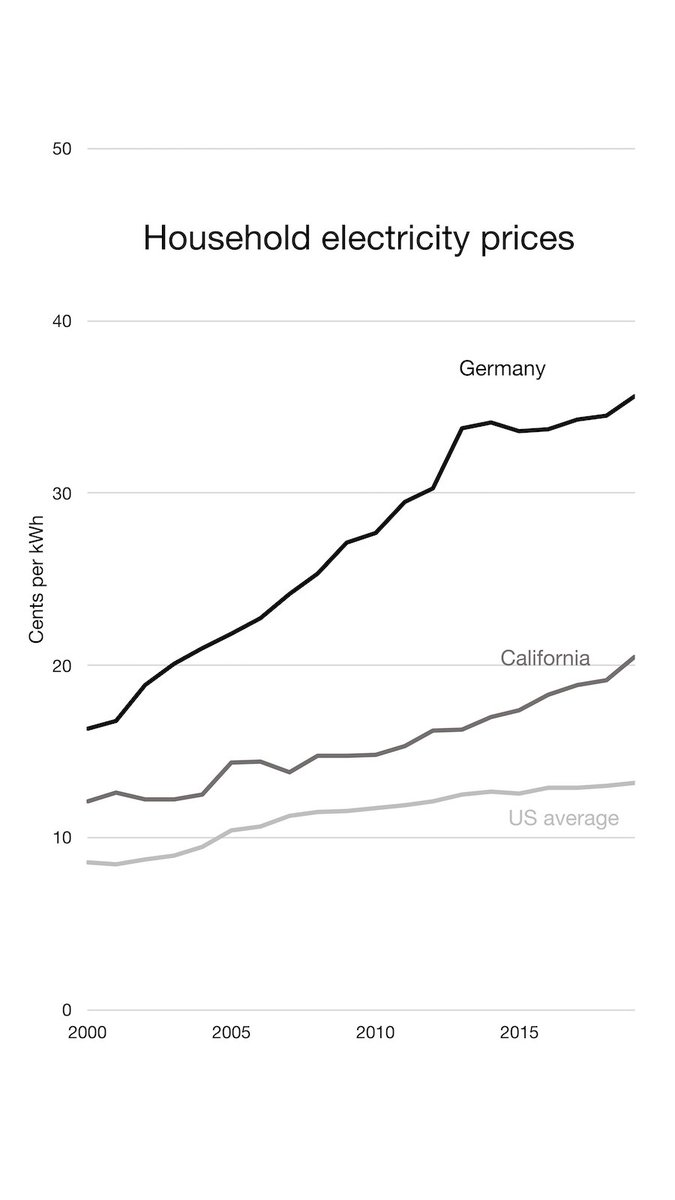 50
Household electricity prices
40
Germany
30
Cents per kWh
20
California
US average
10
0
2000 2005 2010 2015